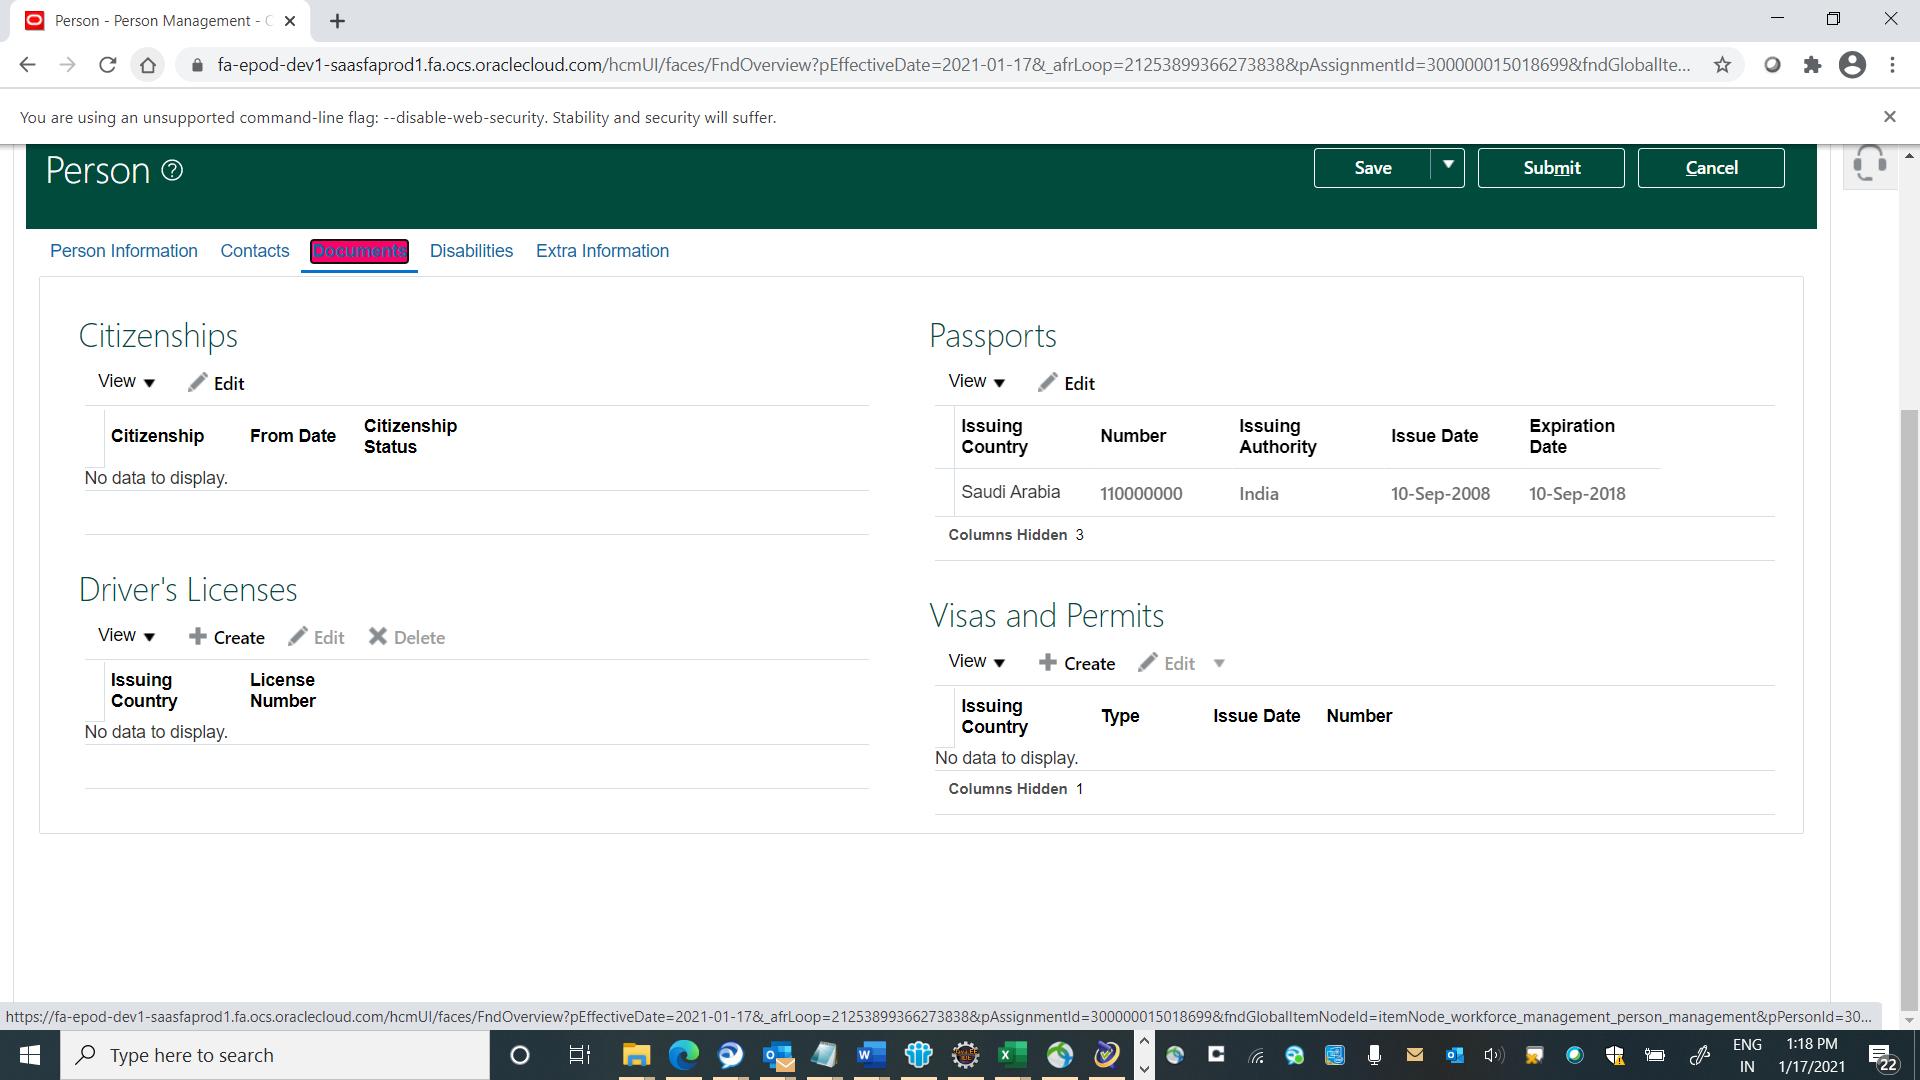 Person - Person Management - C
fa-epod-dev1-saasfaprod1.fa.ocs.oraclecloud.com/hcmUI/faces/FndOverview?pEffectiveDate=2021-01-17&_afrLoop=21253899366273838&pAssignmentId=300000015018699&fndGlobalIte...
You are using an unsupported command-line flag: --disable-web-security. Stability and security will suffer.
Person ?
Save Submit Cancel
Person Information Contacts Documents Disabilities Extra Information
Citizenships
View Edit
Citizenship From Date Citizenship Status
No data to display.
Passports
View Edit
Issuing Country Number Issuing Authority Issue Date Expiration Date
Saudi Arabia 110000000 India 10-Sep-2008 10-Sep-2018
Columns Hidden 3
Driver's Licenses
View Create Edit Delete
Issuing Country License Number
No data to display.
Visas and Permits
View Create Edit
Issuing Country Type Issue Date Number
No data to display.
Columns Hidden 1
https://fa-epod-dev1-saasfaprod1.fa.ocs.oraclecloud.com/hcmUI/faces/FndOverview?pEffectiveDate=2021-01-17&_afrLoop=21253899366273838&pAssignmentId=300000015018699&fndGlobalItemNodeId=itemNode_workforce_management_person_management&pPersonId=30...
Type here to search
ENG
IN
1:18 PM
1/17/2021
22